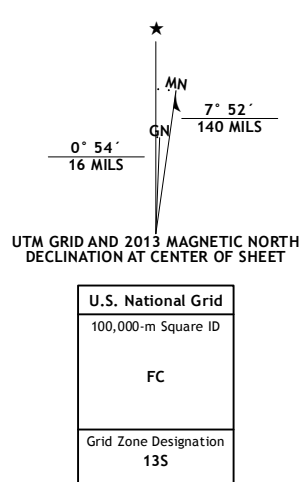 ★
MN
GN
7° 52´
140 MILS
0° 54´
16 MILS
UTM GRID AND 2013 MAGNETIC NORTH
DECLINATION AT CENTER OF SHEET
U.S. National Grid
100,000-m Square ID
FC
Grid Zone Designation
13S